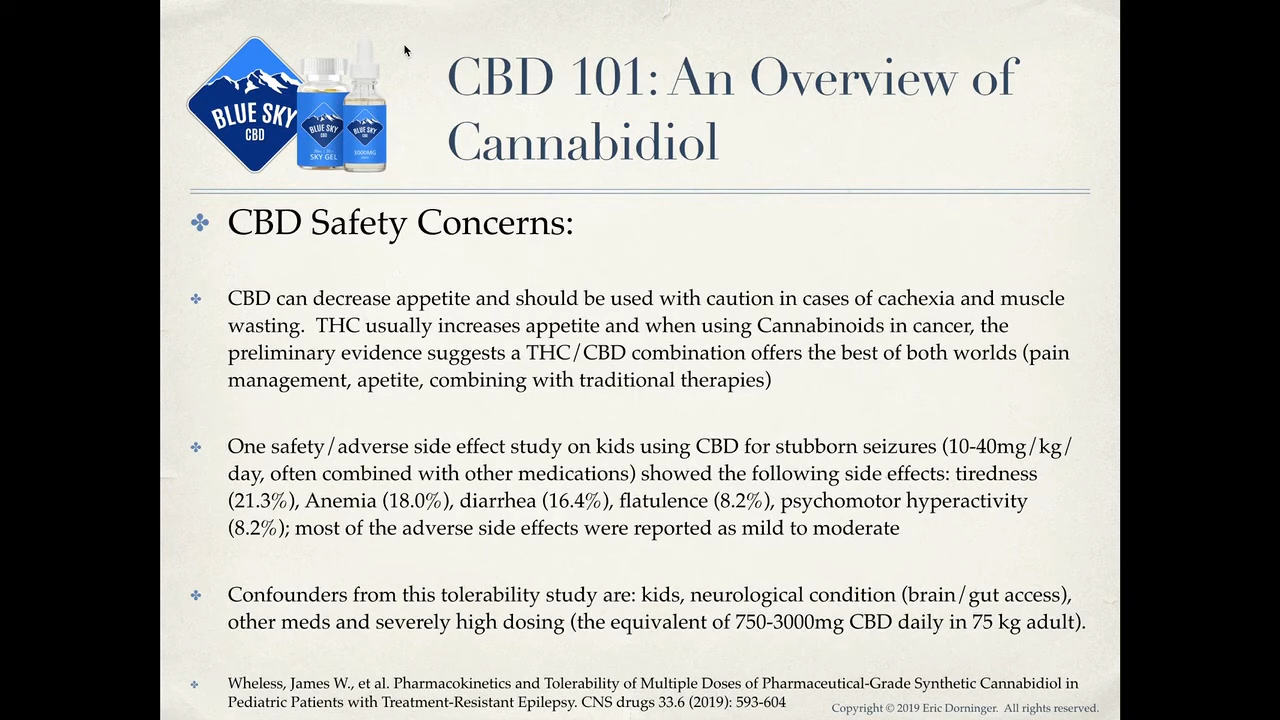 CBD 101: An Overview of
Cannabidiol
BLUE SKY
CBD
BLUE SKY
SKY GEL
BLUE SKY
3000MG
CBD Safety Concerns:
CBD can decrease appetite and should be used with caution in cases of cachexia and muscle
wasting.  THC usually increases appetite and when using Cannabinoids in cancer, the
preliminary evidence suggests a THC/CBD combination offers the best of both worlds (pain
management, apetite, combining with traditional therapies)
One safety/adverse side effect study on kids using CBD for stubborn seizures (10-40mg/kg/
day, often combined with other medications) showed the following side effects: tiredness
(21.3%), Anemia (18.0%), diarrhea (16.4%), flatulence (8.2%), psychomotor hyperactivity
(8.2%); most of the adverse side effects were reported as mild to moderate
Confounders from this tolerability study are: kids, neurological condition (brain/gut access),
other meds and severely high dosing (the equivalent of 750-3000mg CBD daily in 75 kg adult).
Wheless, James W., et al. Pharmacokinetics and Tolerability of Multiple Doses of Pharmaceutical-Grade Synthetic Cannabidiol in
Pediatric Patients with Treatment-Resistant Epilepsy. CNS drugs 33.6 (2019): 593-604
Copyright © 2019 Eric Dorninger.  All rights reserved.